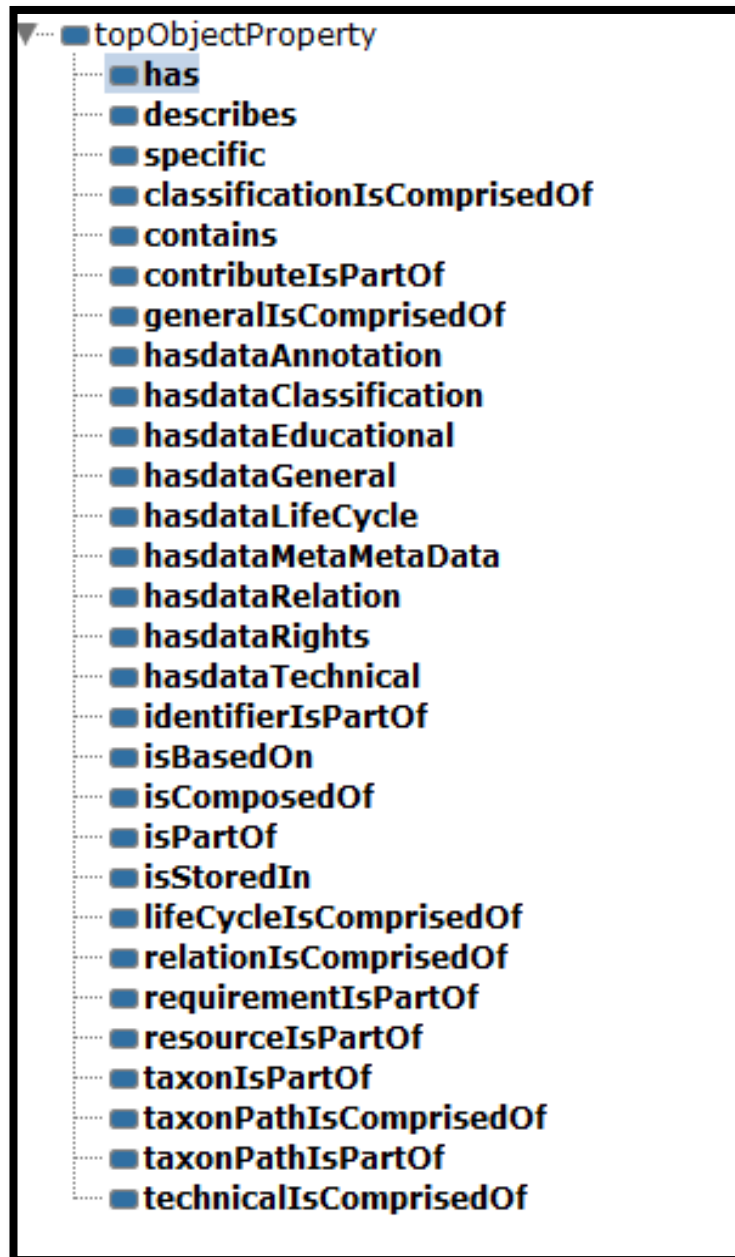 topObjectProperty
has
describes
specific
classificationIsComprisedOf
contains
contributeIsPartOf
generalIsComprisedOf
hasdataAnnotation
hasdataClassification
hasdataEducational
hasdataGeneral
hasdataLifeCycle
hasdataMetaMetaData
hasdataRelation
hasdataRights
hasdataTechnical
identifierIsPartOf
isBasedOn
isComposedOf
isPartOf
isStoredIn
lifeCycleIsComprisedOf
relationIsComprisedOf
requirementIsPartOf
resourceIsPartOf
taxonIsPartOf
taxonPathIsComprisedOf
taxonPathIsPartOf
technicalIsComprisedOf